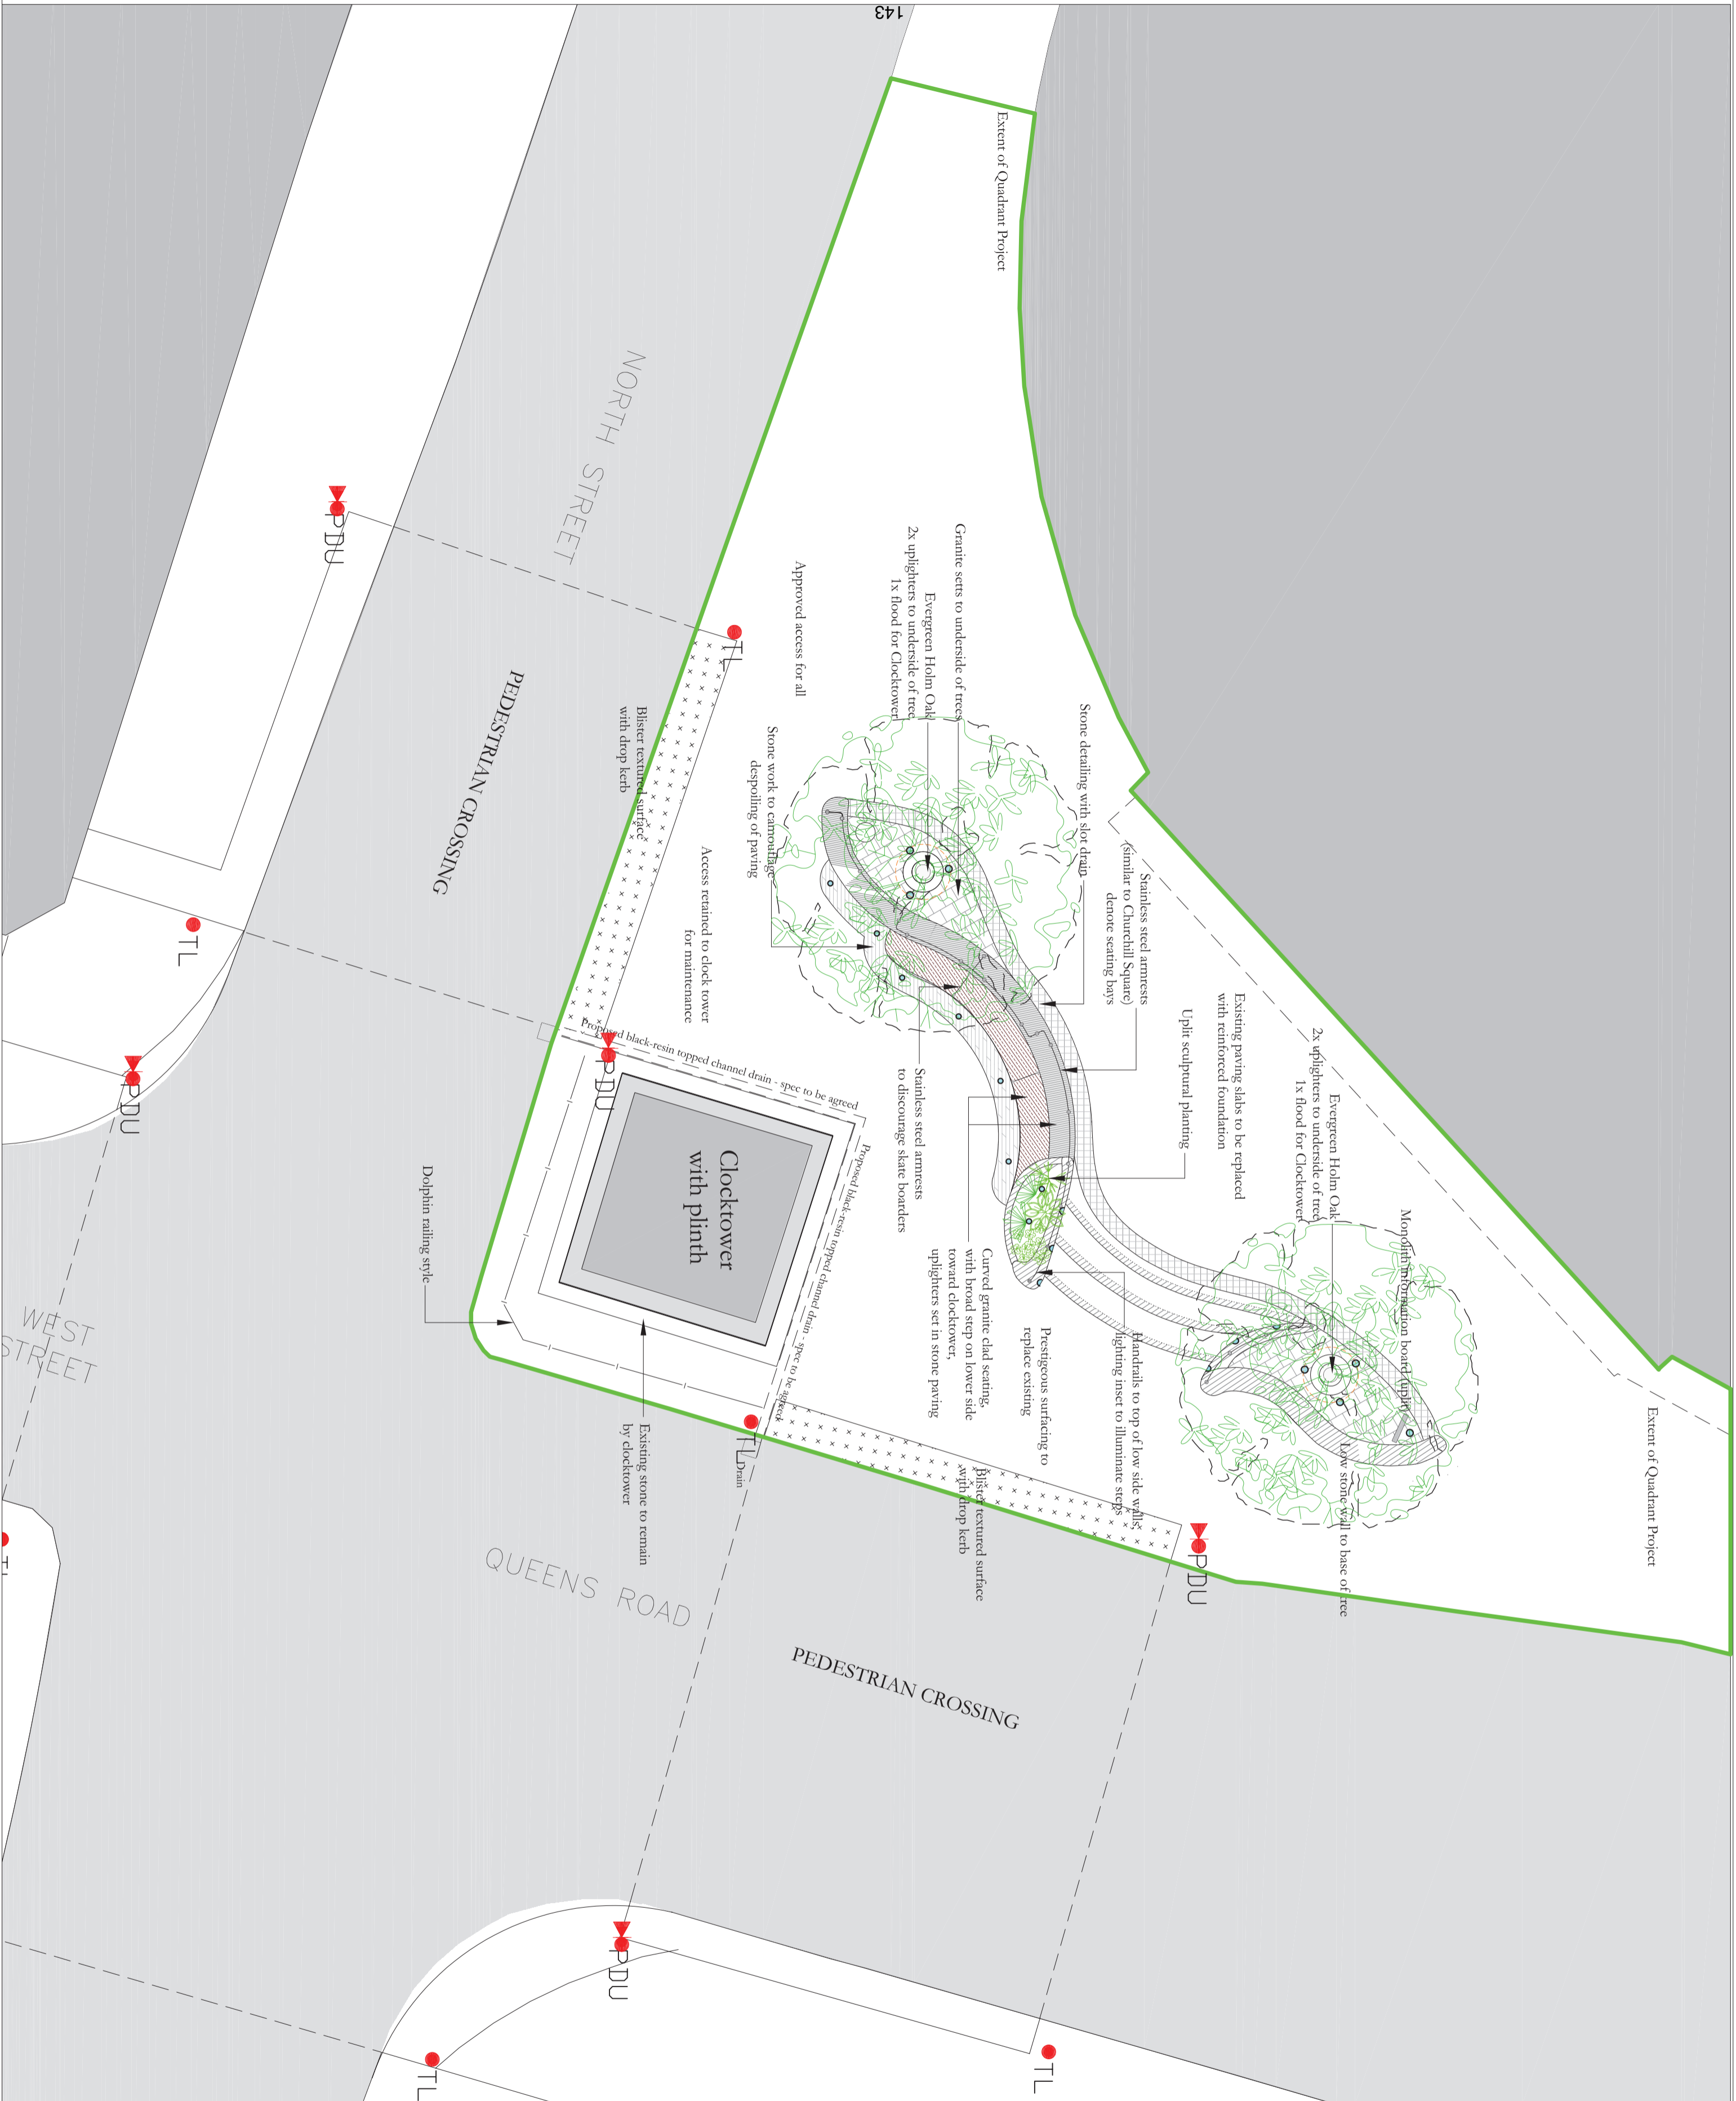 143
Extent of Quadrant Project
NORTH STREET
PDU
TL
PEDESTRIAN CROSSING
Granite setts to underside of trees
Evergreen Holm Oak
2x uplighters to underside of tree
1x flood for Clocktower
Approved access for all
Stone detailing with slot drain
Stone work to camouflage
despoiling of paving
Blister textured surface
with drop kerb
Access retained to clock tower
for maintenance
Stainless steel armrests
(similar to Churchill Square)
denote seating bays
TL
PDU
PDU
Proposed black-resin topped channel drain - spec to be agreed
Proposed black-resin topped channel drain - spec to be agreed
Uplit sculptural planting
Existing paving slabs to be replaced
with reinforced foundation
Evergreen Holm Oak
2x uplighters to underside of tree
1x flood for Clocktower
Monolith information board (uplit)
Stainless steel armrests
to discourage skate boarders
Clocktower
with plinth
Dolphin railing style
Curved granite clad seating,
with broad step on lower side
toward clocktower,
uplighters set in stone paving
Prestigeous surfacing to
replace existing
Handrails to top of low side walls,
lighting inset to illuminate steps
Low stone wall to base of tree
Extent of Quadrant Project
WEST
STREET
Existing stone to remain
by clocktower
TL
Drain
Blister textured surface
with drop kerb
PDU
TL
QUEENS ROAD
PEDESTRIAN CROSSING
PDU
TL
TL